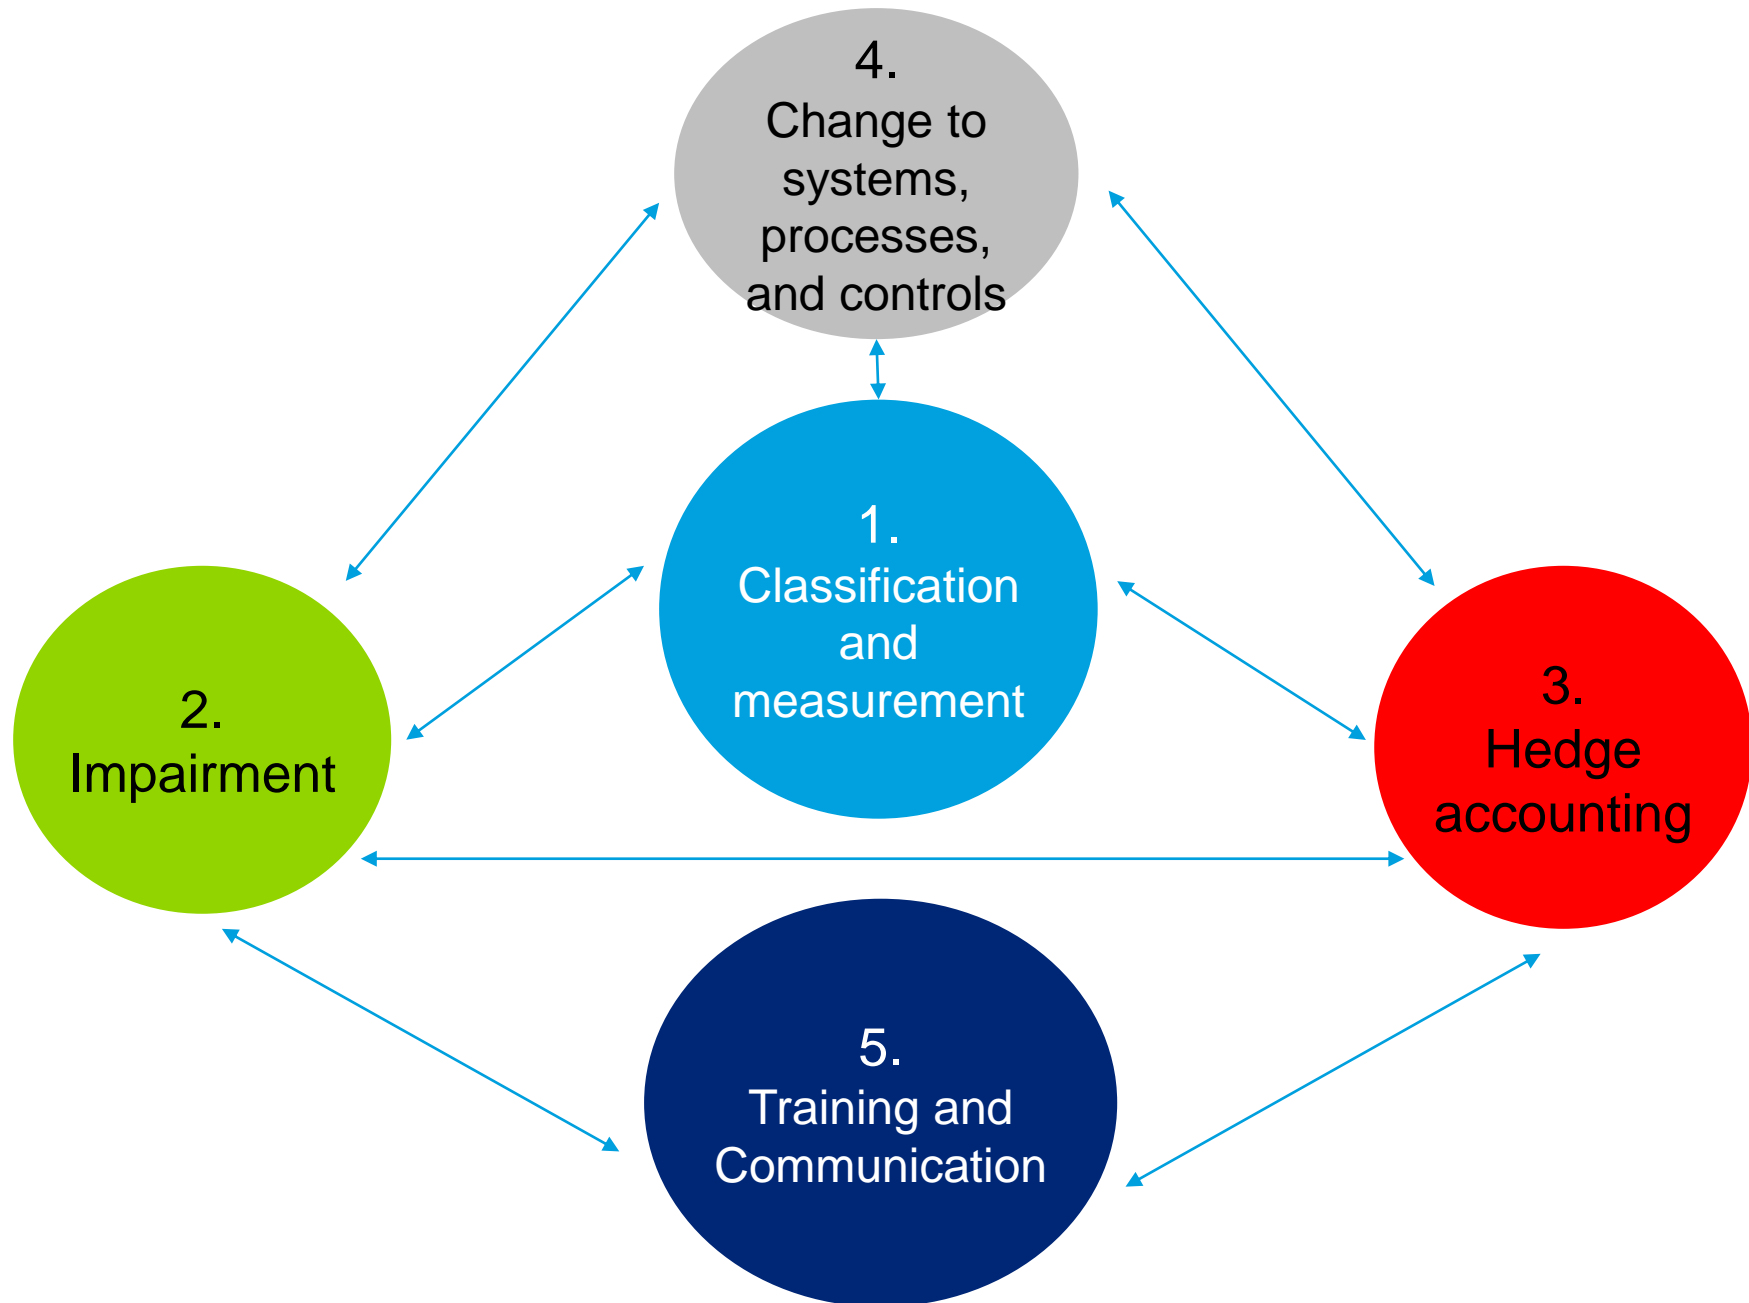 4.
Change to
systems,
processes,
and controls
1.
Classification
and
measurement
2.
Impairment
3.
Hedge
accounting
5.
Training and
Communication